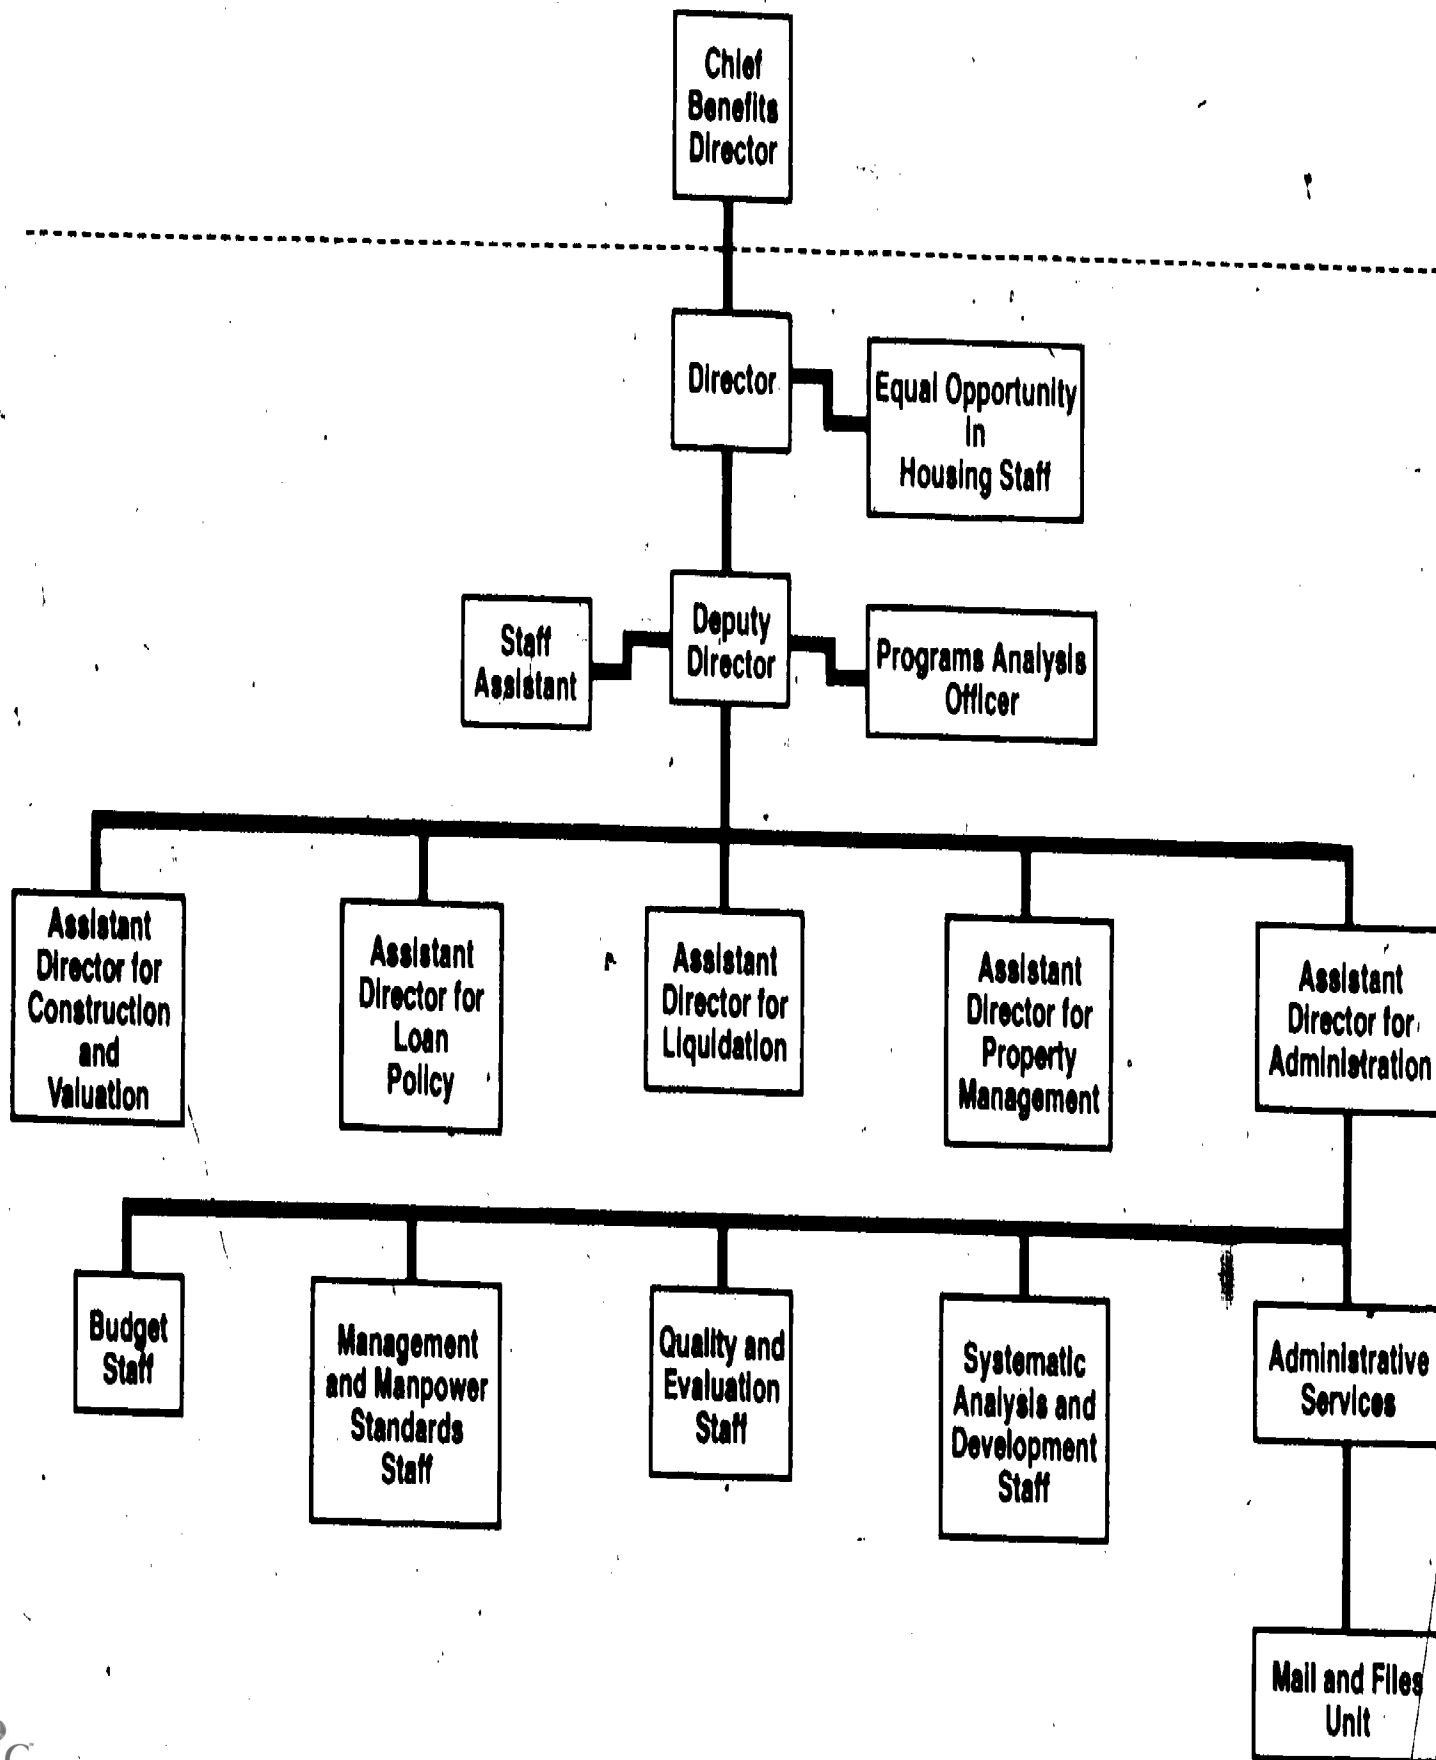 Chief
Benefits
Director
Director
Equal Opportunity
in
Housing Staff
Staff
Assistant
Deputy
Director
Programs Analysis
Officer
Assistant
Director for
Construction
and
Valuation
Assistant
Director for
Loan
Policy
Assistant
Director for
Liquidation
Assistant
Director for
Property
Management
Assistant
Director for
Administration
Budget
Staff
Management
and Manpower
Standards
Staff
Quality and
Evaluation
Staff
Systematic
Analysis and
Development
Staff
Administrative
Services
Mail and Files
Unit